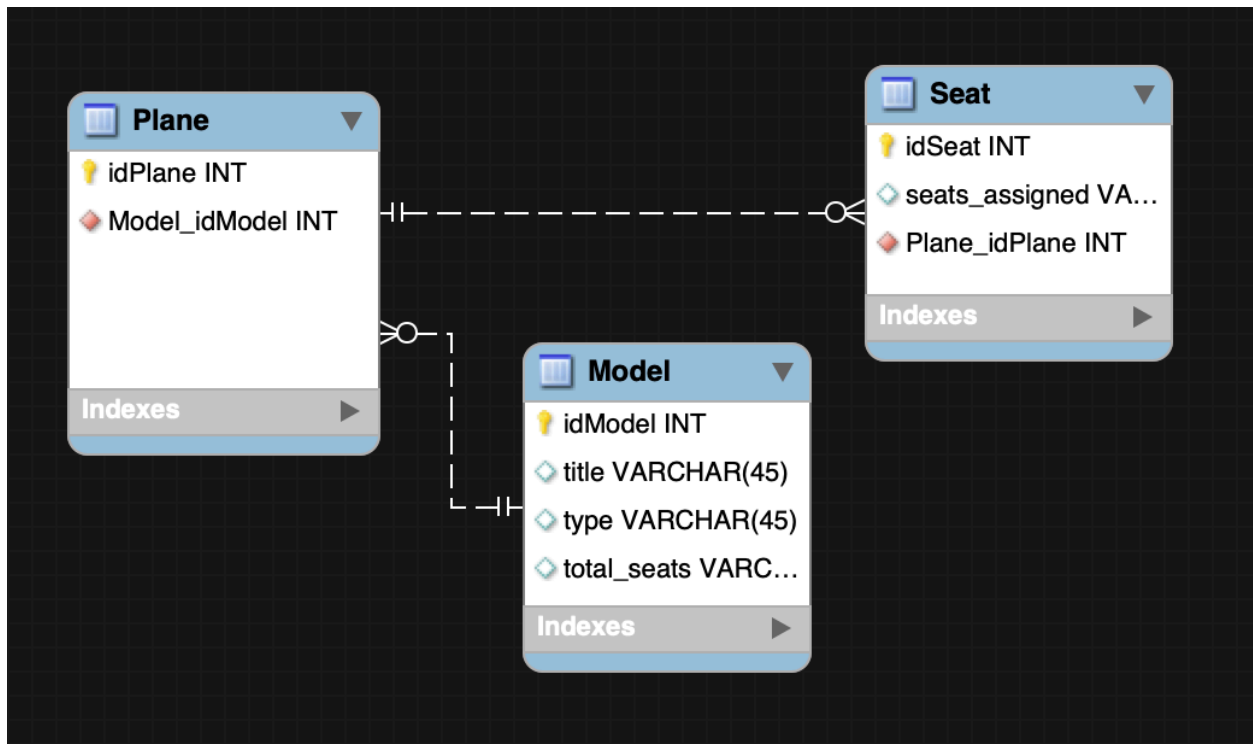 Plane
idPlane INT
Model_idModel INT
Indexes
Seat
idSeat INT
seats_assigned VA...
Plane_idPlane INT
Indexes
Model
idModel INT
title VARCHAR(45)
type VARCHAR(45)
total_seats VARC...
Indexes